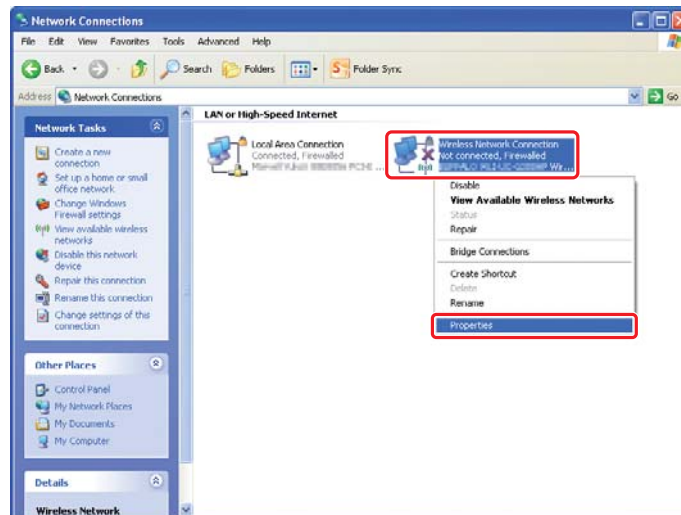 Network Connections
File Edit View Favorites Tools Advanced Help
Back Search Folders Folder Sync
Address Network Connections Go
Network Tasks
Create a new
connection
Set up a home or small
office network
Change Windows
Firewall settings
View available wireless
networks
Disable this network
device
Repair this connection
Rename this connection
Change settings of this
connection
Other Places
Control Panel
My Network Places
My Documents
My Computer
Details
Wireless Network
LAN or High-Speed Internet
Local Area Connection
Connected, Firewalled
Wireless Network Connection
Not connected, Firewalled
Wir...
Disable
View Available Wireless Networks
Status
Repair
Bridge Connections
Create Shortcut
Delete
Rename
Properties